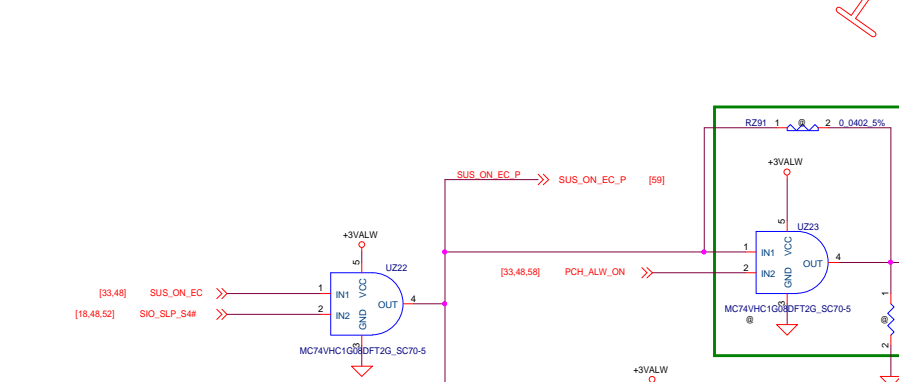 RZ91 1 @ 2 0_0402_5%
+3VALW
SUS_ON_EC_P
SUS_ON_EC_P [59]
5
UZ23
+3VALW
UZ22
5
1 IN1 VCC
OUT 4
[33,48,58] PCH_ALW_ON
2 IN2 GND
3
[33,48] SUS_ON_EC
1 IN1 VCC
OUT 4
[18,48,52] SIO_SLP_S4#
2 IN2 GND
3
MC74VHC1G08DFT2G_SC70-5
@
1
@
2
MC74VHC1G08DFT2G_SC70-5
+3VALW